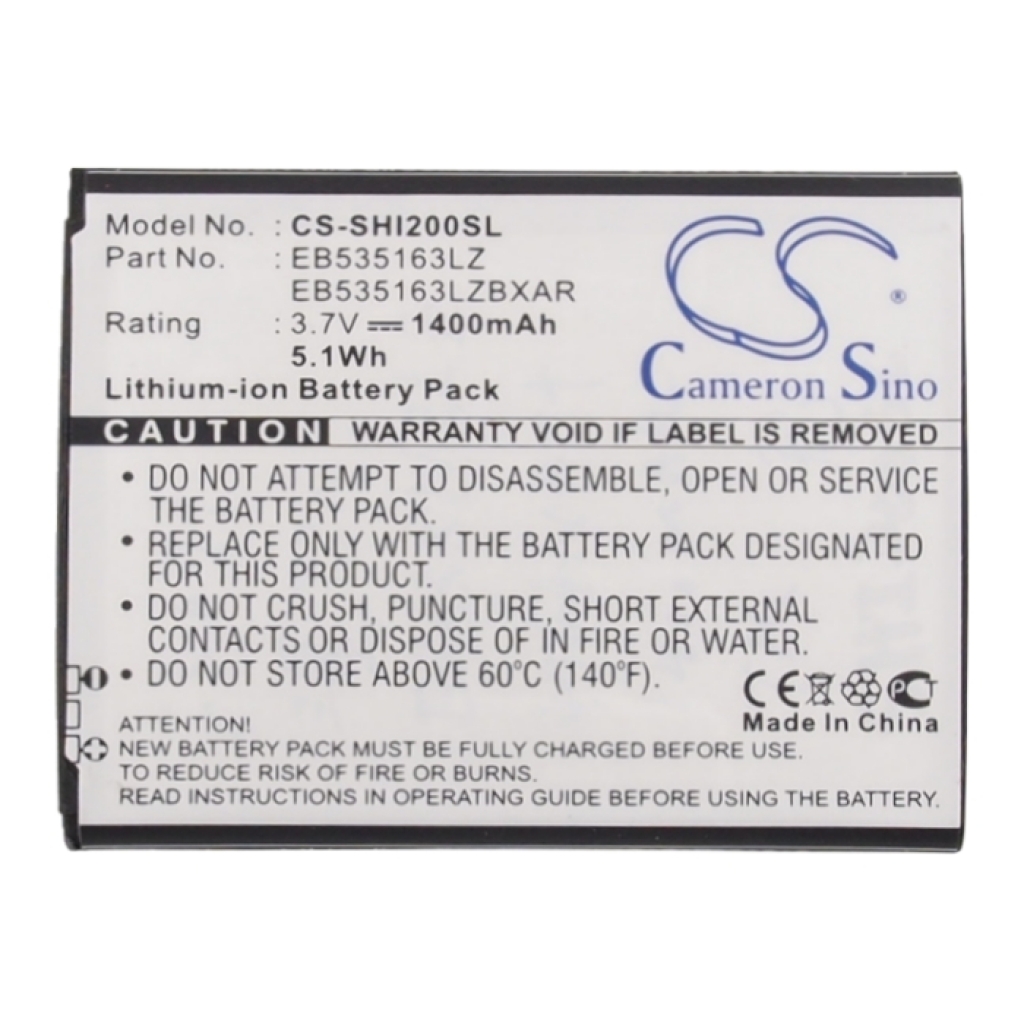 Model No. : CS-SHI200SL
Part No. : EB535163LZ
EB535163LZBXAR
Rating : 3.7V 1400mAh
5.1Wh
Lithium-ion Battery Pack
CS ®
Cameron Sino
CAUTION WARRANTY VOID IF LABEL IS REMOVED
• DO NOT ATTEMPT TO DISASSEMBLE, OPEN OR SERVICE
THE BATTERY PACK.
• REPLACE ONLY WITH THE BATTERY PACK DESIGNATED
FOR THIS PRODUCT.
• DO NOT CRUSH, PUNCTURE, SHORT EXTERNAL
CONTACTS OR DISPOSE OF IN FIRE OR WATER.
• DO NOT STORE ABOVE 60°C (140°F).
CE PCT
Made In China
ATTENTION!
NEW BATTERY PACK MUST BE FULLY CHARGED BEFORE USE.
TO REDUCE RISK OF FIRE OR BURNS.
READ INSTRUCTIONS IN OPERATING GUIDE BEFORE USING THE BATTERY.